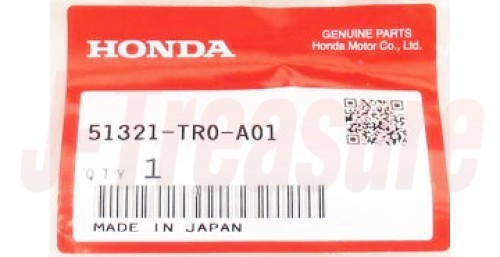 HONDA
GENUINE PARTS
Honda Motor Co., Ltd.
51321-TR0-A01
QTY 1
MADE IN JAPAN
J-Treasure